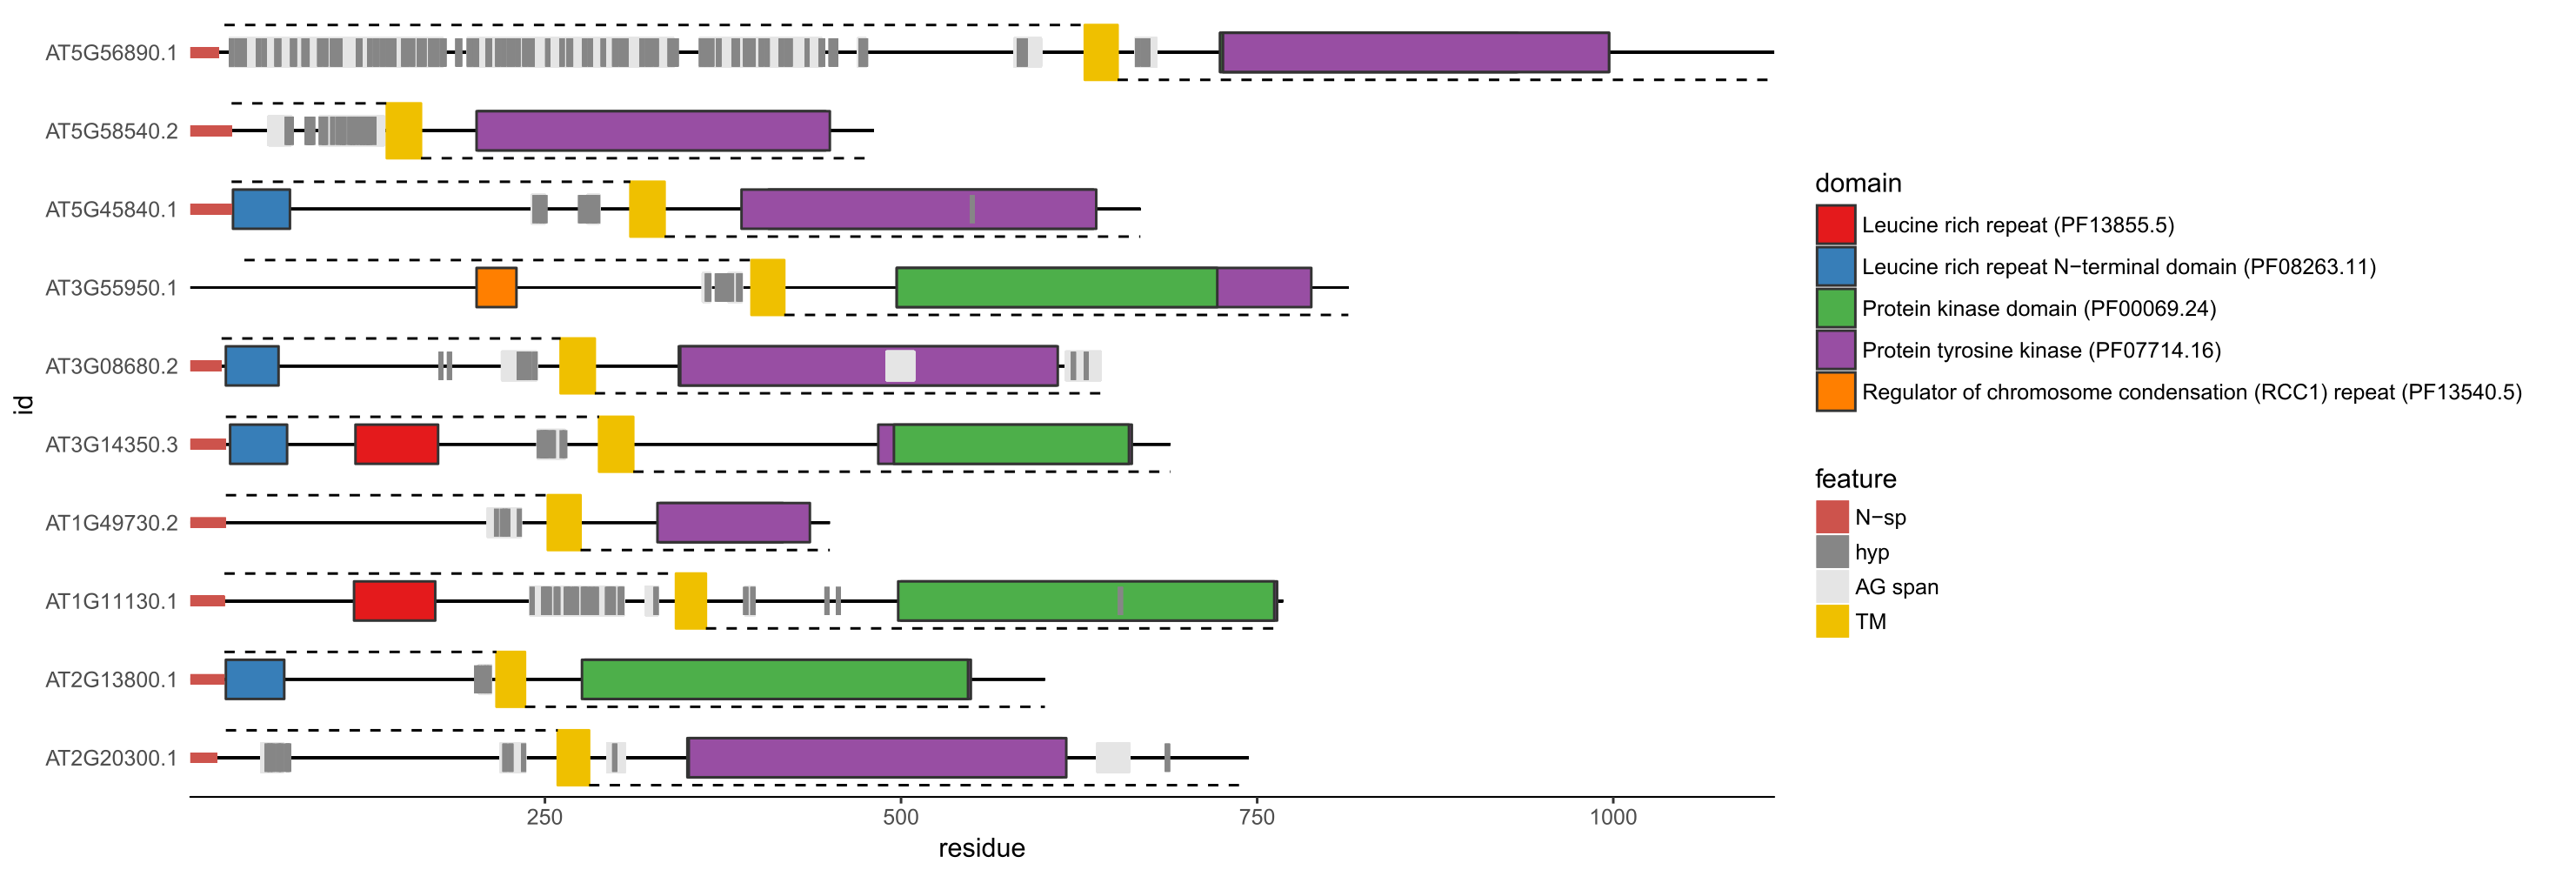 AT5G56890.1
AT5G58540.2
AT5G45840.1
AT3G55950.1
AT3G08680.2
AT3G14350.3
AT1G49730.2
AT1G11130.1
AT2G13800.1
AT2G20300.1
id
250 500 750 1000
residue
domain
Leucine rich repeat (PF13855.5)
Leucine rich repeat N−terminal domain (PF08263.11)
Protein kinase domain (PF00069.24)
Protein tyrosine kinase (PF07714.16)
Regulator of chromosome condensation (RCC1) repeat (PF13540.5)
feature
N−sp
hyp
AG span
TM